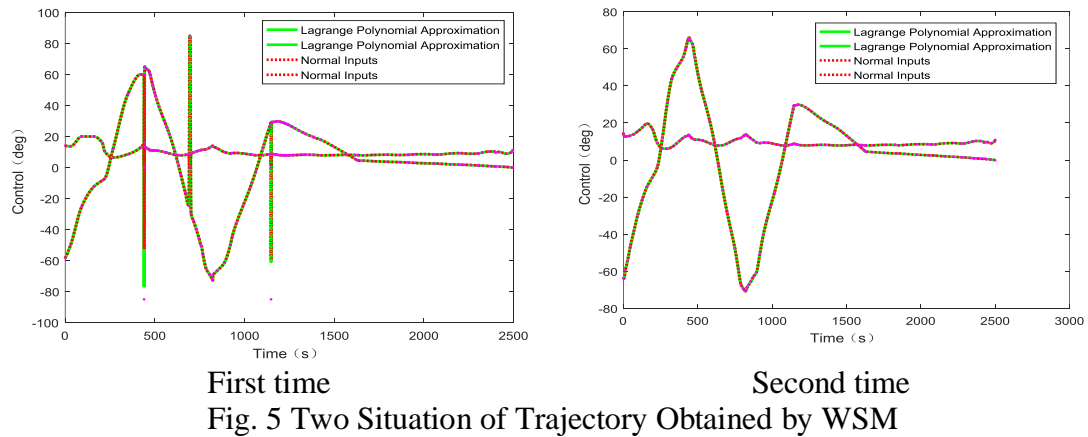 100
80
60
40
20
0
-20
-40
-60
-80
-100
Control（deg）
0
500
1000
1500
2000
2500
Time（s）
Lagrange Polynomial Approximation
Lagrange Polynomial Approximation
Normal Inputs
Normal Inputs
80
60
40
20
0
-20
-40
-60
-80
Control（deg）
0
500
1000
1500
2000
2500
3000
Time（s）
Lagrange Polynomial Approximation
Lagrange Polynomial Approximation
Normal Inputs
Normal Inputs
First time
Second time
Fig. 5 Two Situation of Trajectory Obtained by WSM